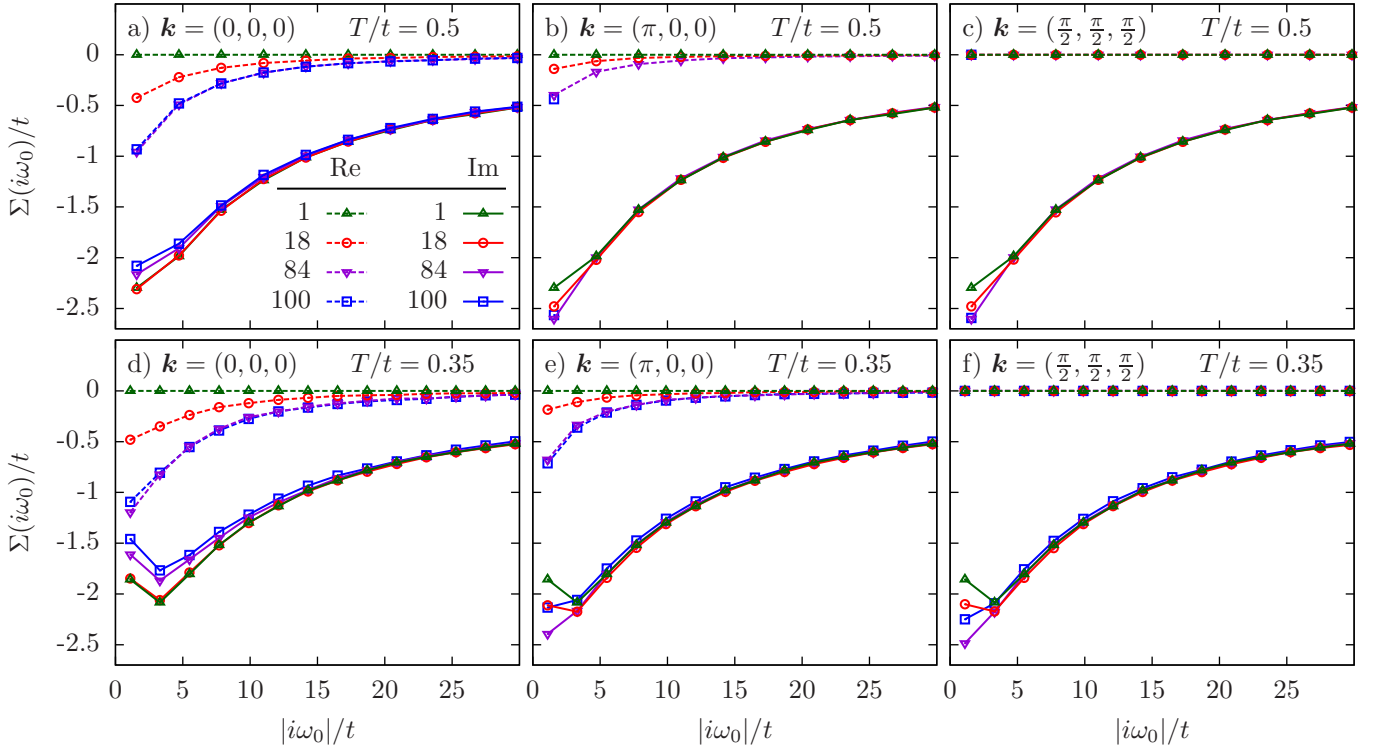 a) k = (0, 0, 0) T/t = 0.5
b) k = (π, 0, 0) T/t = 0.5
c) k = (π/2, π/2, π/2) T/t = 0.5
Σ(iω₀)/t
0
-0.5
-1
-1.5
-2
-2.5
Re Im
1 1
18 18
84 84
100 100
d) k = (0, 0, 0) T/t = 0.35
e) k = (π, 0, 0) T/t = 0.35
f) k = (π/2, π/2, π/2) T/t = 0.35
Σ(iω₀)/t
0
-0.5
-1
-1.5
-2
-2.5
0 5 10 15 20 25
0 5 10 15 20 25
0 5 10 15 20 25
|iω₀|/t
|iω₀|/t
|iω₀|/t